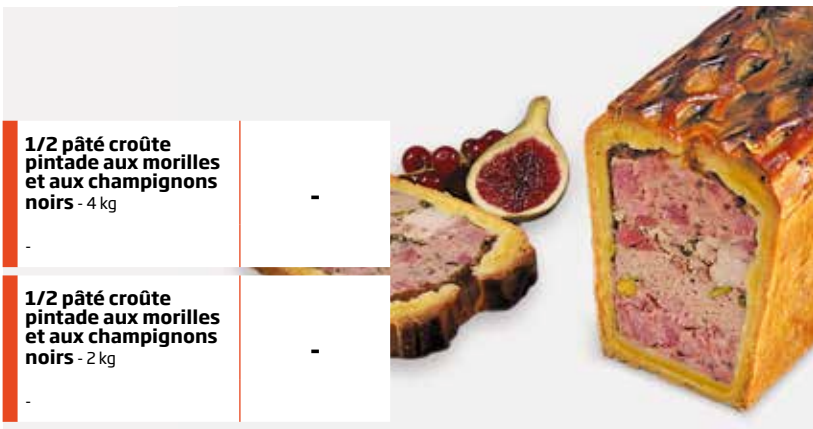 1/2 pâté croûte
pintade aux morilles
et aux champignons
noirs - 4 kg
-
-
1/2 pâté croûte
pintade aux morilles
et aux champignons
noirs - 2 kg
-
-